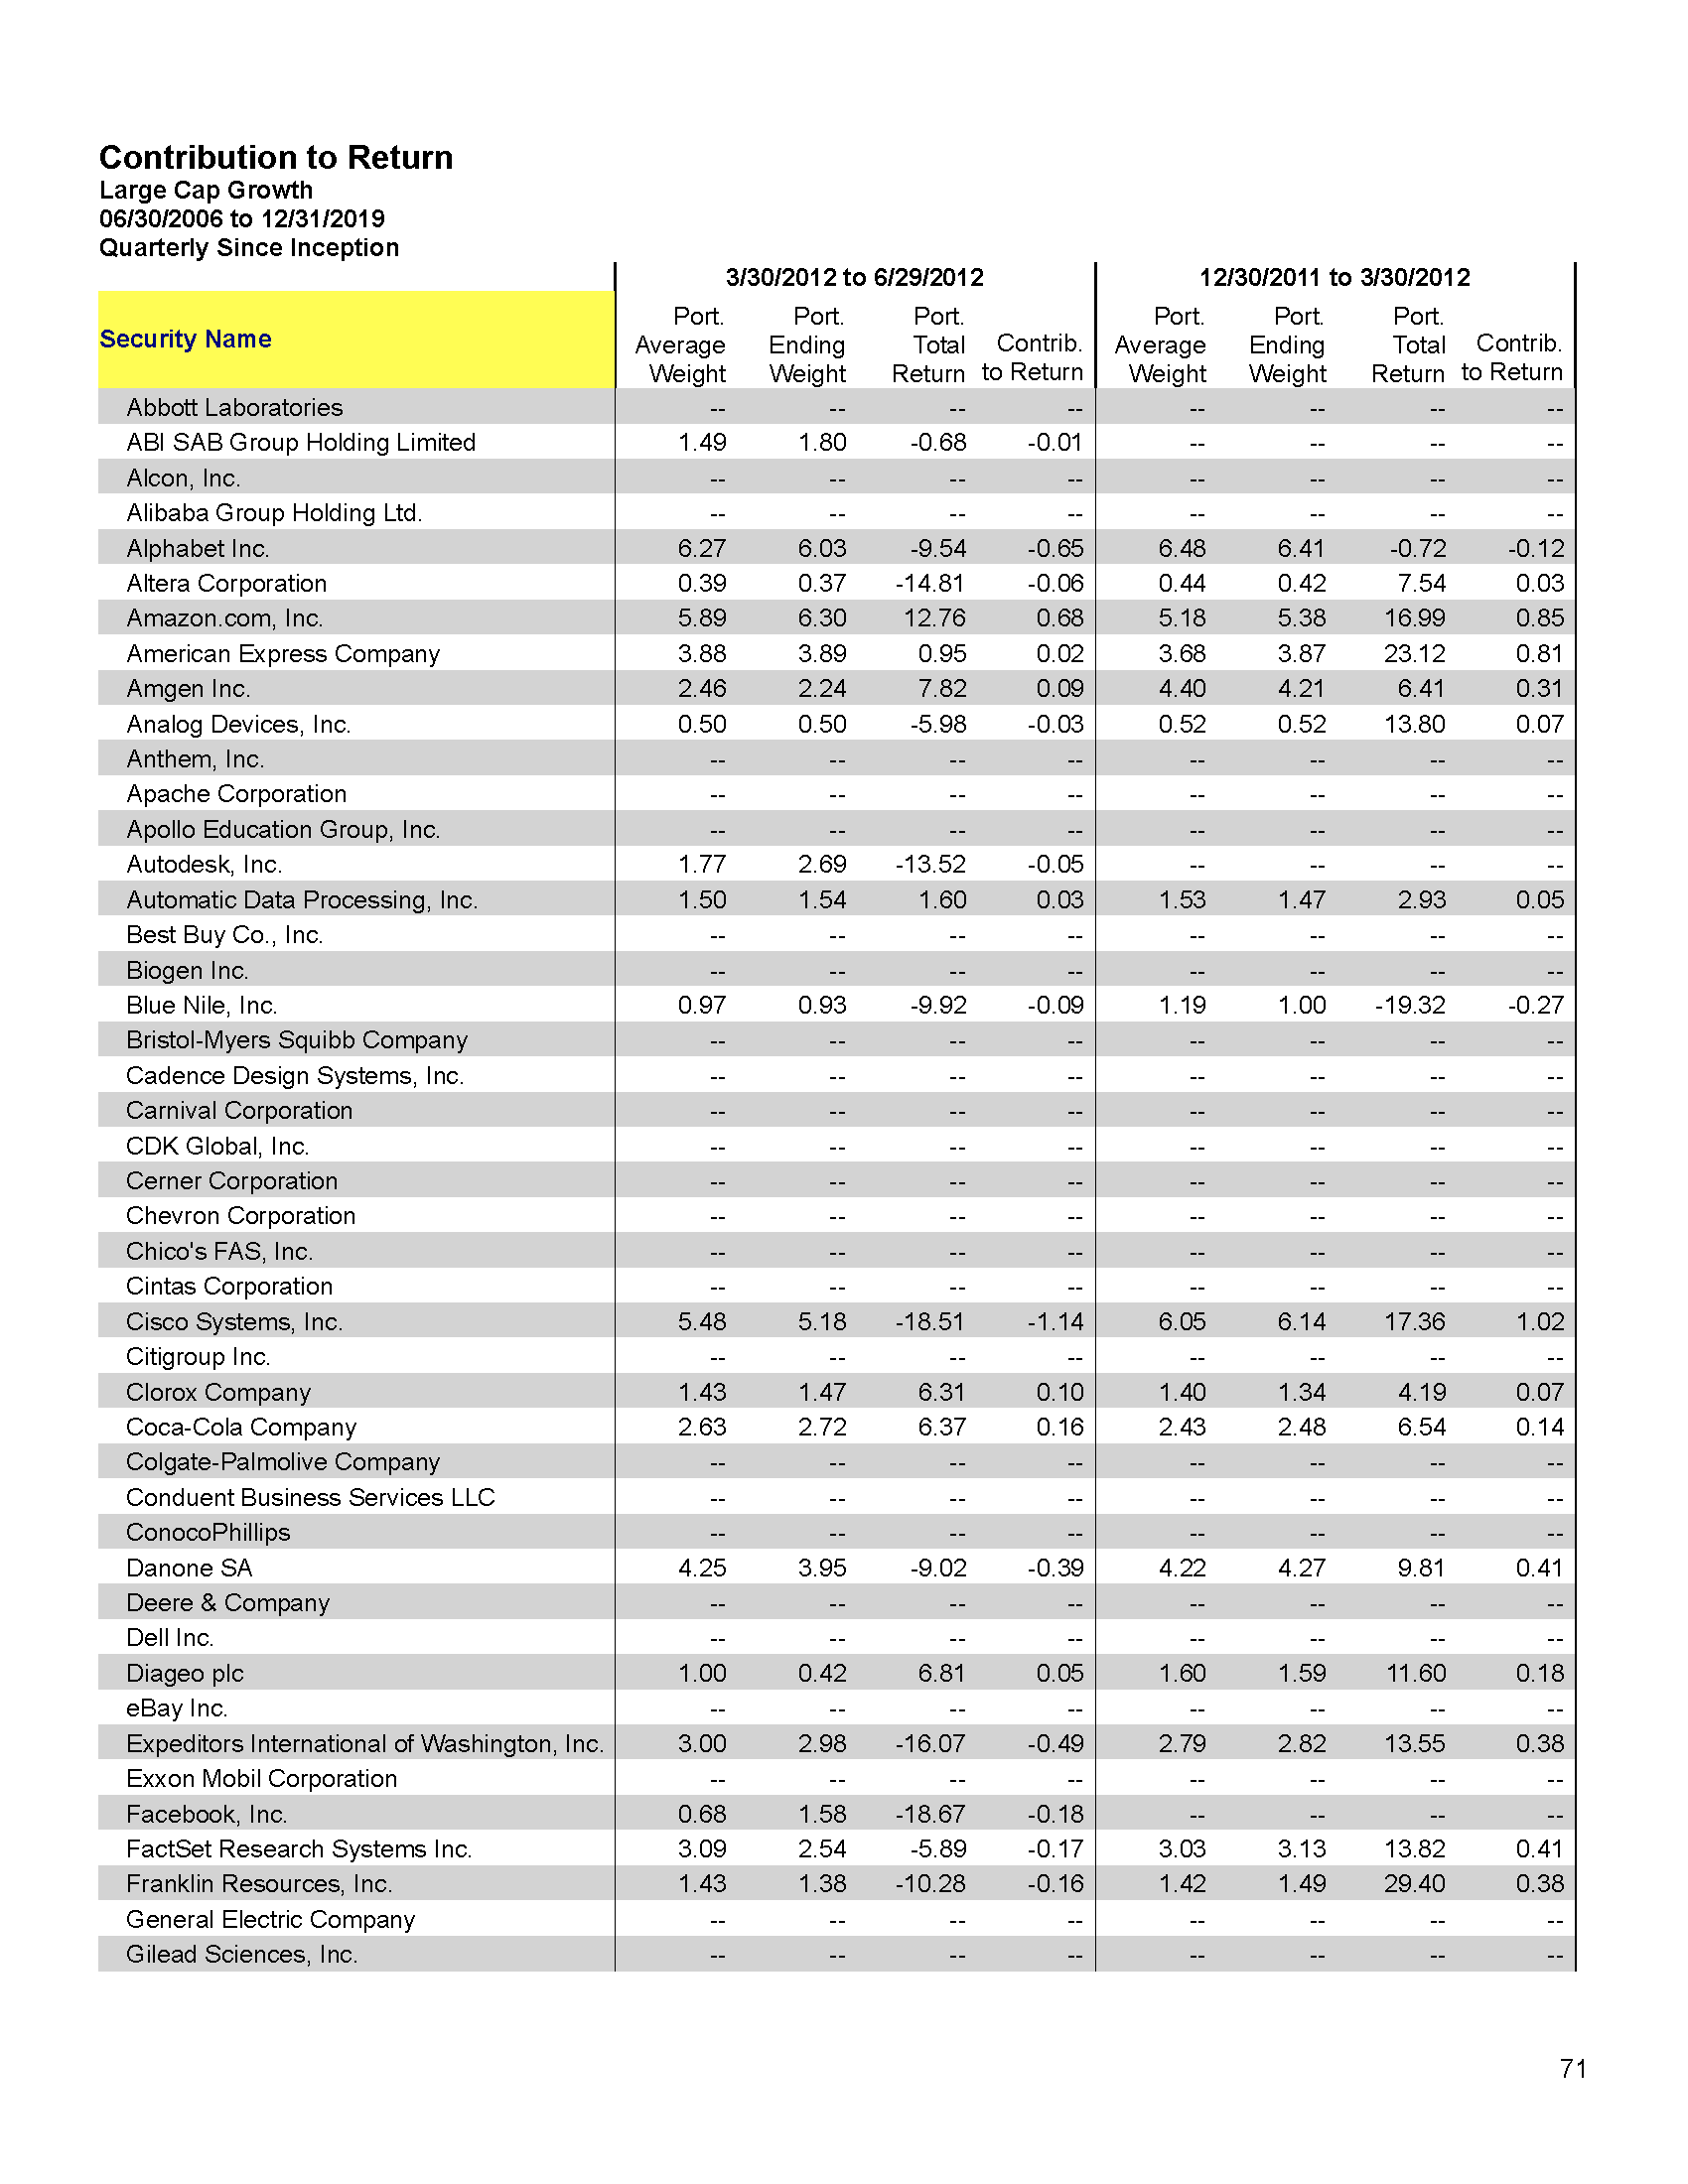 Contribution to Return
Large Cap Growth
06/30/2006 to 12/31/2019
Quarterly Since Inception
3/30/2012 to 6/29/2012 12/30/2011 to 3/30/2012
Security Name
Port. Port. Port. Port. Port. Port.
Average Ending Total Contrib. Average Ending Total Contrib.
Weight Weight Return to Return Weight Weight Return to Return
Abbott Laboratories -- -- -- -- -- -- -- --
ABI SAB Group Holding Limited 1.49 1.80 -0.68 -0.01 -- -- -- --
Alcon, Inc. -- -- -- -- -- -- -- --
Alibaba Group Holding Ltd. -- -- -- -- -- -- -- --
Alphabet Inc. 6.27 6.03 -9.54 -0.65 6.48 6.41 -0.72 -0.12
Altera Corporation 0.39 0.37 -14.81 -0.06 0.44 0.42 7.54 0.03
Amazon.com, Inc. 5.89 6.30 12.76 0.68 5.18 5.38 16.99 0.85
American Express Company 3.88 3.89 0.95 0.02 3.68 3.87 23.12 0.81
Amgen Inc. 2.46 2.24 7.82 0.09 4.40 4.21 6.41 0.31
Analog Devices, Inc. 0.50 0.50 -5.98 -0.03 0.52 0.52 13.80 0.07
Anthem, Inc. -- -- -- -- -- -- -- --
Apache Corporation -- -- -- -- -- -- -- --
Apollo Education Group, Inc. -- -- -- -- -- -- -- --
Autodesk, Inc. 1.77 2.69 -13.52 -0.05 -- -- -- --
Automatic Data Processing, Inc. 1.50 1.54 1.60 0.03 1.53 1.47 2.93 0.05
Best Buy Co., Inc. -- -- -- -- -- -- -- --
Biogen Inc. -- -- -- -- -- -- -- --
Blue Nile, Inc. 0.97 0.93 -9.92 -0.09 1.19 1.00 -19.32 -0.27
Bristol-Myers Squibb Company -- -- -- -- -- -- -- --
Cadence Design Systems, Inc. -- -- -- -- -- -- -- --
Carnival Corporation -- -- -- -- -- -- -- --
CDK Global, Inc. -- -- -- -- -- -- -- --
Cerner Corporation -- -- -- -- -- -- -- --
Chevron Corporation -- -- -- -- -- -- -- --
Chico's FAS, Inc. -- -- -- -- -- -- -- --
Cintas Corporation -- -- -- -- -- -- -- --
Cisco Systems, Inc. 5.48 5.18 -18.51 -1.14 6.05 6.14 17.36 1.02
Citigroup Inc. -- -- -- -- -- -- -- --
Clorox Company 1.43 1.47 6.31 0.10 1.40 1.34 4.19 0.07
Coca-Cola Company 2.63 2.72 6.37 0.16 2.43 2.48 6.54 0.14
Colgate-Palmolive Company -- -- -- -- -- -- -- --
Conduent Business Services LLC -- -- -- -- -- -- -- --
ConocoPhillips -- -- -- -- -- -- -- --
Danone SA 4.25 3.95 -9.02 -0.39 4.22 4.27 9.81 0.41
Deere & Company -- -- -- -- -- -- -- --
Dell Inc. -- -- -- -- -- -- -- --
Diageo plc 1.00 0.42 6.81 0.05 1.60 1.59 11.60 0.18
eBay Inc. -- -- -- -- -- -- -- --
Expeditors International of Washington, Inc. 3.00 2.98 -16.07 -0.49 2.79 2.82 13.55 0.38
Exxon Mobil Corporation -- -- -- -- -- -- -- --
Facebook, Inc. 0.68 1.58 -18.67 -0.18 -- -- -- --
FactSet Research Systems Inc. 3.09 2.54 -5.89 -0.17 3.03 3.13 13.82 0.41
Franklin Resources, Inc. 1.43 1.38 -10.28 -0.16 1.42 1.49 29.40 0.38
General Electric Company -- -- -- -- -- -- -- --
Gilead Sciences, Inc. -- -- -- -- -- -- -- --
71